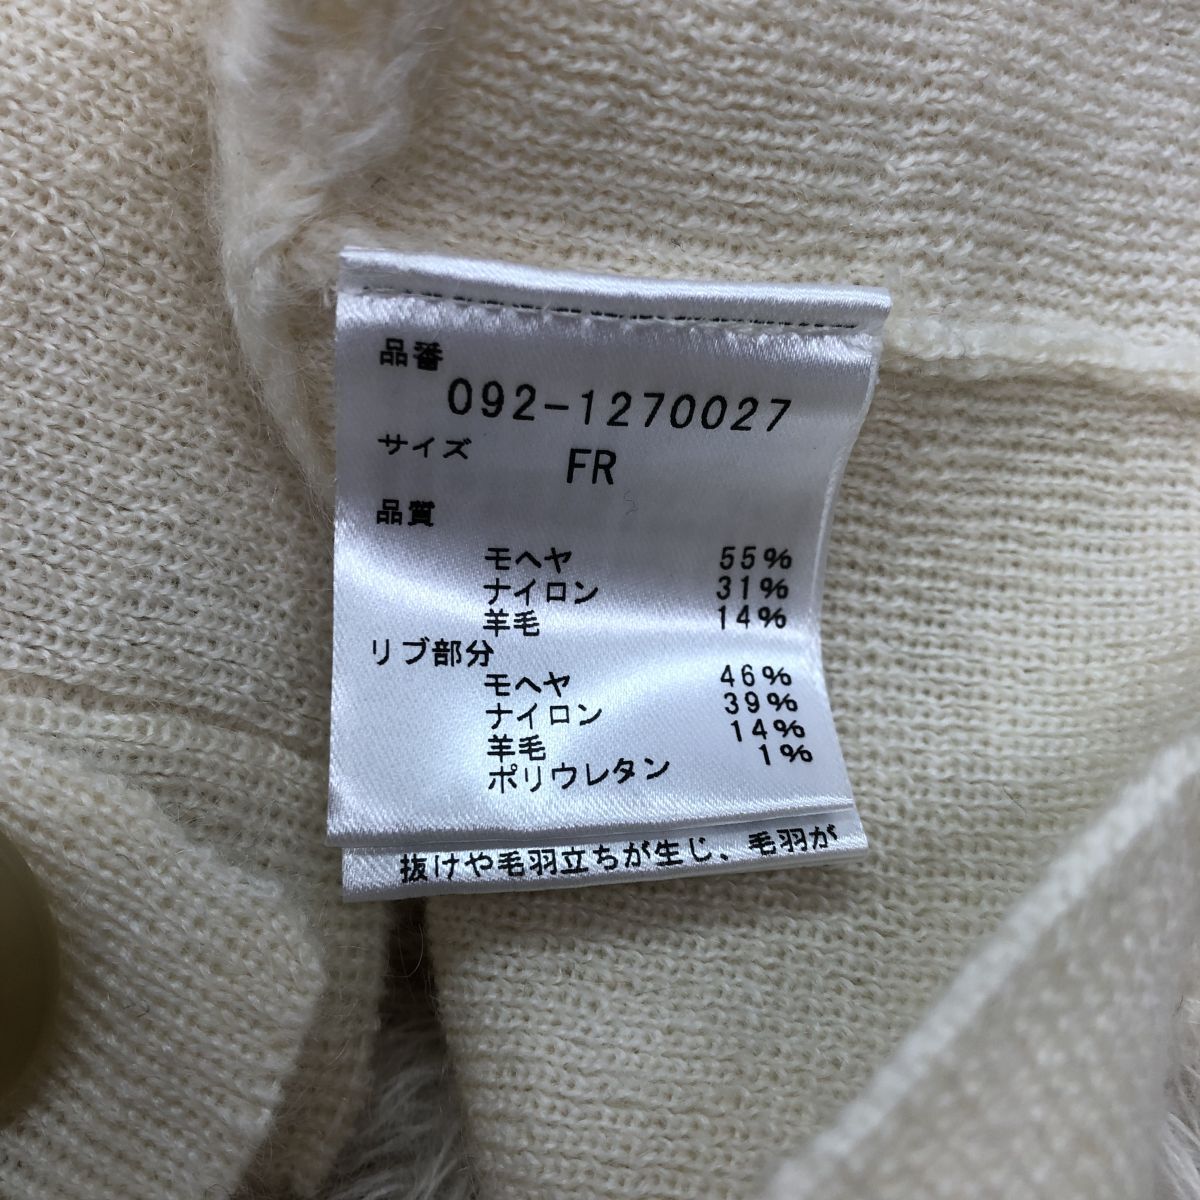 品番
092-1270027
サイズ FR
品質
モヘヤ 55%
ナイロン 31%
羊毛 14%
リブ部分
モヘヤ 46%
ナイロン 39%
羊毛 14%
ポリウレタン 1%
抜けや毛羽立ちが生じ、毛羽が